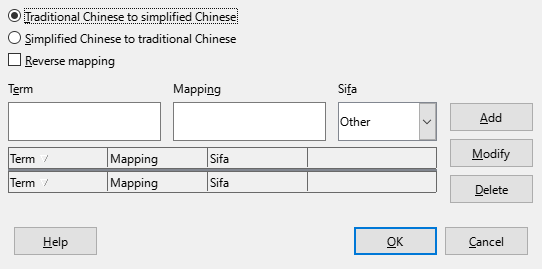 Traditional Chinese to simplified Chinese
Simplified Chinese to traditional Chinese
Reverse mapping
Term Mapping Sifa
Other
Add
Term Mapping Sifa
Modify
Term Mapping Sifa
Delete
Help OK Cancel